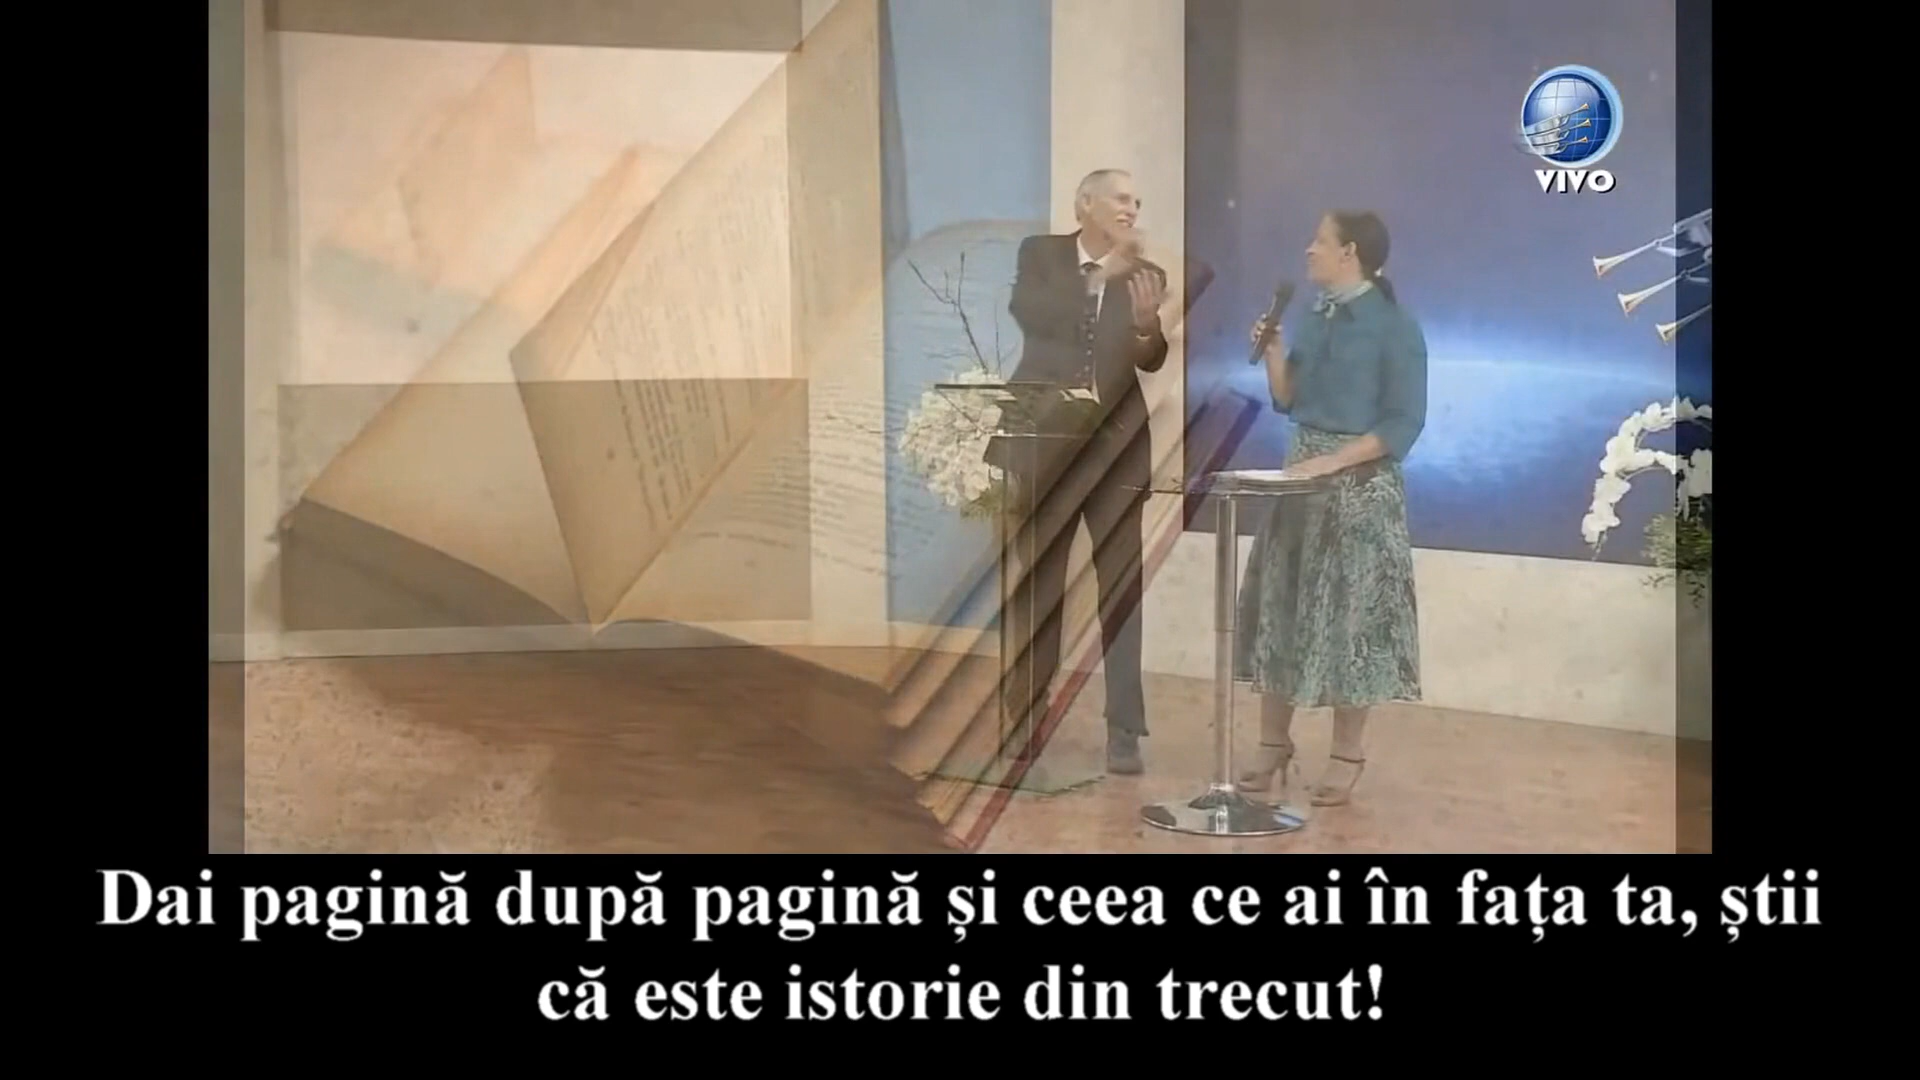 VIVO
Dai pagină după pagină și ceea ce ai în fața ta, știi
că este istorie din trecut!